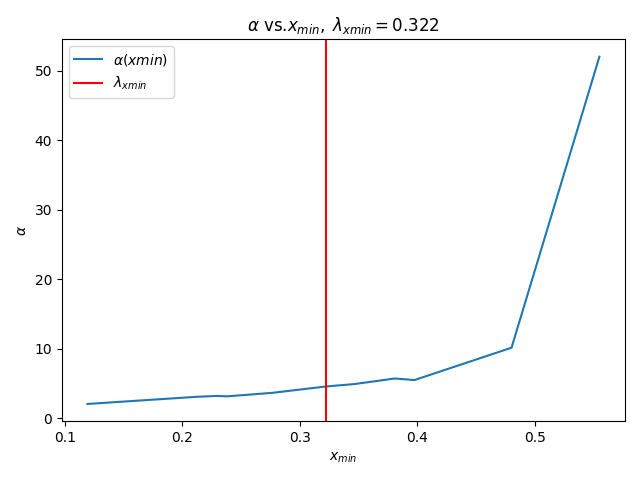 α vs.x_min, λ_xmin = 0.322
α(xmin)
λ_xmin
50
40
30
20
10
0
α
0.1 0.2 0.3 0.4 0.5
x_min